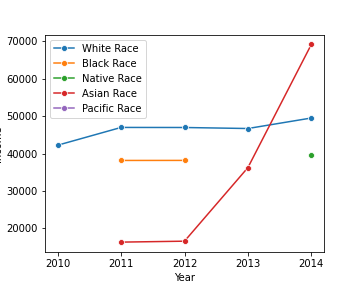 White Race
Black Race
Native Race
Asian Race
Pacific Race
70000
60000
50000
40000
30000
20000
2010 2011 2012 2013 2014
Year